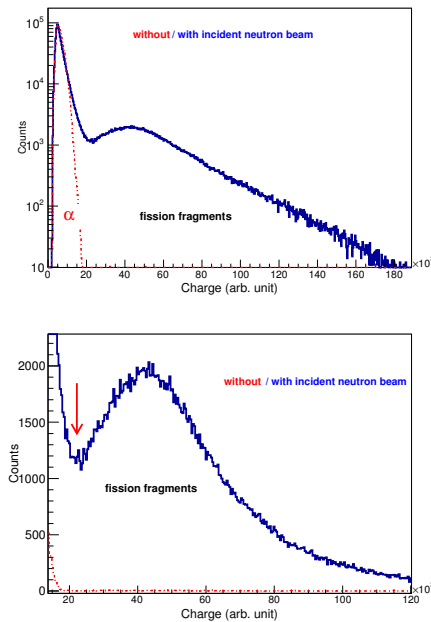 10⁵
without / with incident neutron beam
10⁴
Counts
10³
10²
α
fission fragments
10
0 20 40 60 80 100 120 140 160 180
Charge (arb. unit)
2000
without / with incident neutron beam
1500
Counts
1000
fission fragments
500
0
20 40 60 80 100 120
Charge (arb. unit)